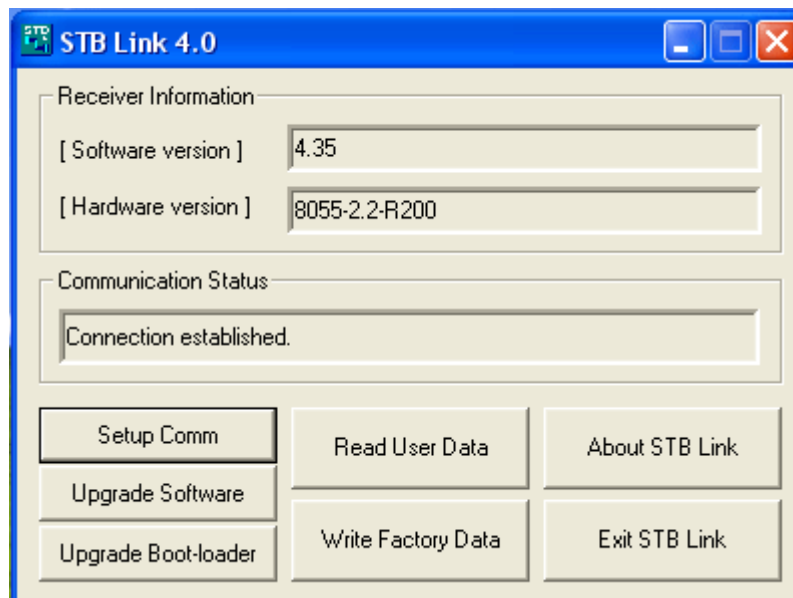 STB Link 4.0
Receiver Information
[ Software version ]
4.35
[ Hardware version ]
8055-2.2-R200
Communication Status
Connection established.
Setup Comm
Read User Data
About STB Link
Upgrade Software
Write Factory Data
Exit STB Link
Upgrade Boot-loader